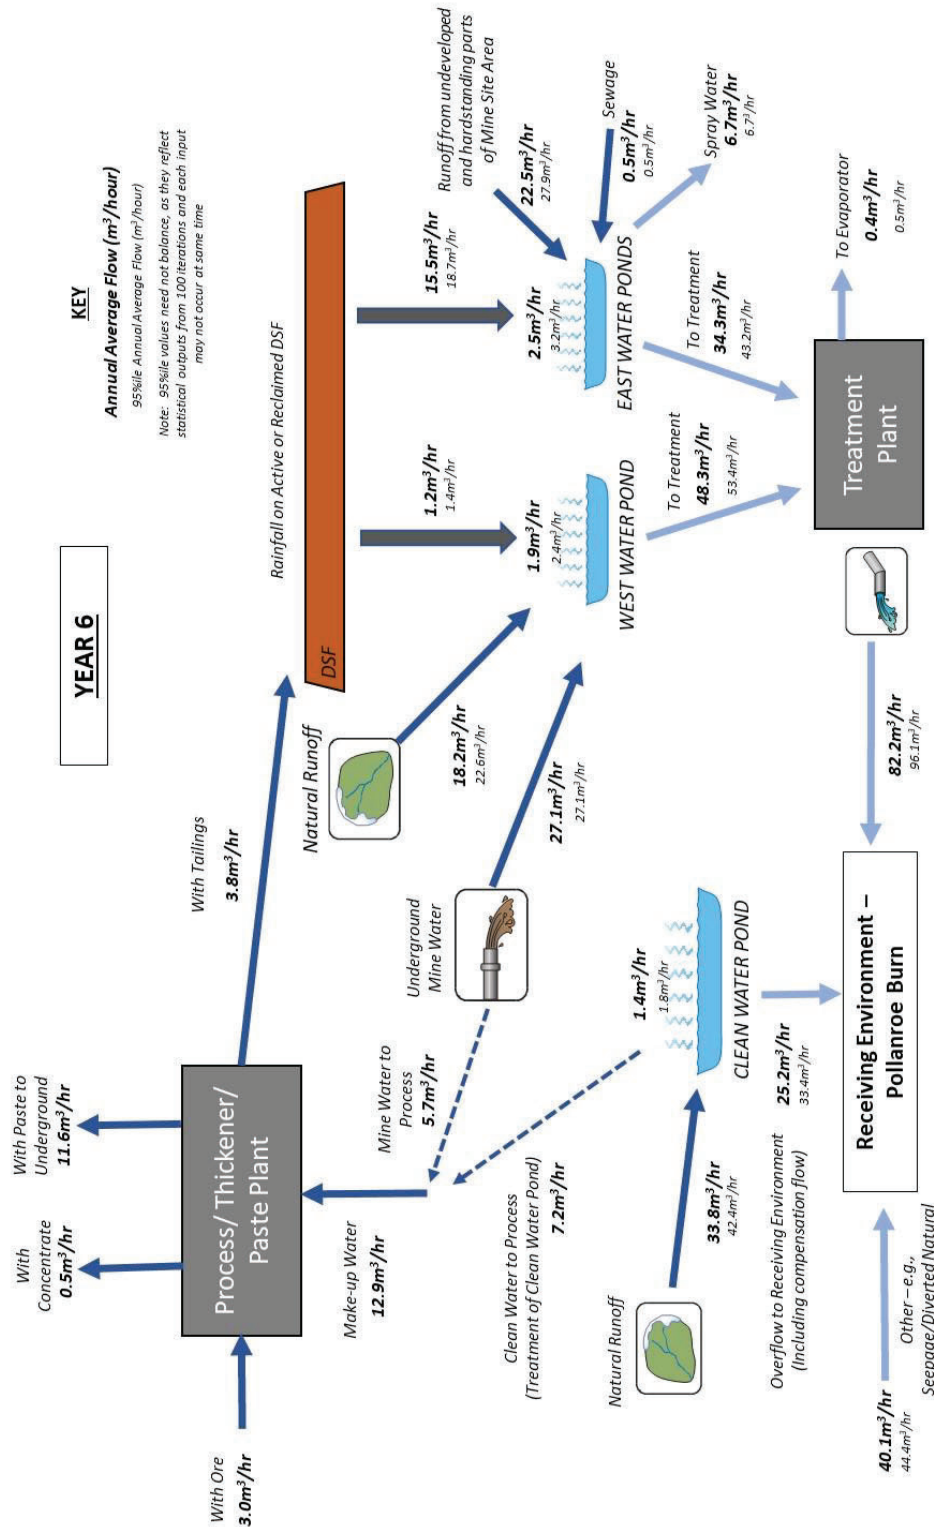 YEAR 6
KEY
Annual Average Flow (m³/hour)
95%ile Annual Average Flow (m³/hour)
Note: 95%ile values need not balance, as they reflect
statistical outputs from 100 iterations and each input
may not occur at same time
With Ore
3.0m³/hr
With
Concentrate
0.5m³/hr
With Paste to
Underground
11.6m³/hr
Process/ Thickener/
Paste Plant
With Tailings
3.8m³/hr
Rainfall on Active or Reclaimed DSF
DSF
Make-up Water
12.9m³/hr
Mine Water to
Process
5.7m³/hr
Underground
Mine Water
27.1m³/hr
27.1m³/hr
Natural Runoff
18.2m³/hr
22.6m³/hr
1.2m³/hr
1.4m³/hr
15.5m³/hr
18.7m³/hr
Runoff from undeveloped
and hardstanding parts
of Mine Site Area
22.5m³/hr
27.9m³/hr
Sewage
0.5m³/hr
0.5m³/hr
1.9m³/hr
2.4m³/hr
WEST WATER POND
2.5m³/hr
3.2m³/hr
EAST WATER PONDS
Spray Water
6.7m³/hr
6.7³/hr
Clean Water to Process
(Treatment of Clean Water Pond)
7.2m³/hr
Natural Runoff
33.8m³/hr
42.4m³/hr
1.4m³/hr
1.8m³/hr
CLEAN WATER POND
To Treatment
48.3m³/hr
53.4m³/hr
To Treatment
34.3m³/hr
43.2m³/hr
Overflow to Receiving Environment
(Including compensation flow)
25.2m³/hr
33.4m³/hr
Treatment
Plant
To Evaporator
0.4m³/hr
0.5m³/hr
82.2m³/hr
96.1m³/hr
Receiving Environment –
Pollanroe Burn
40.1m³/hr
44.4m³/hr
Other – e.g.,
Seepage/Diverted Natural